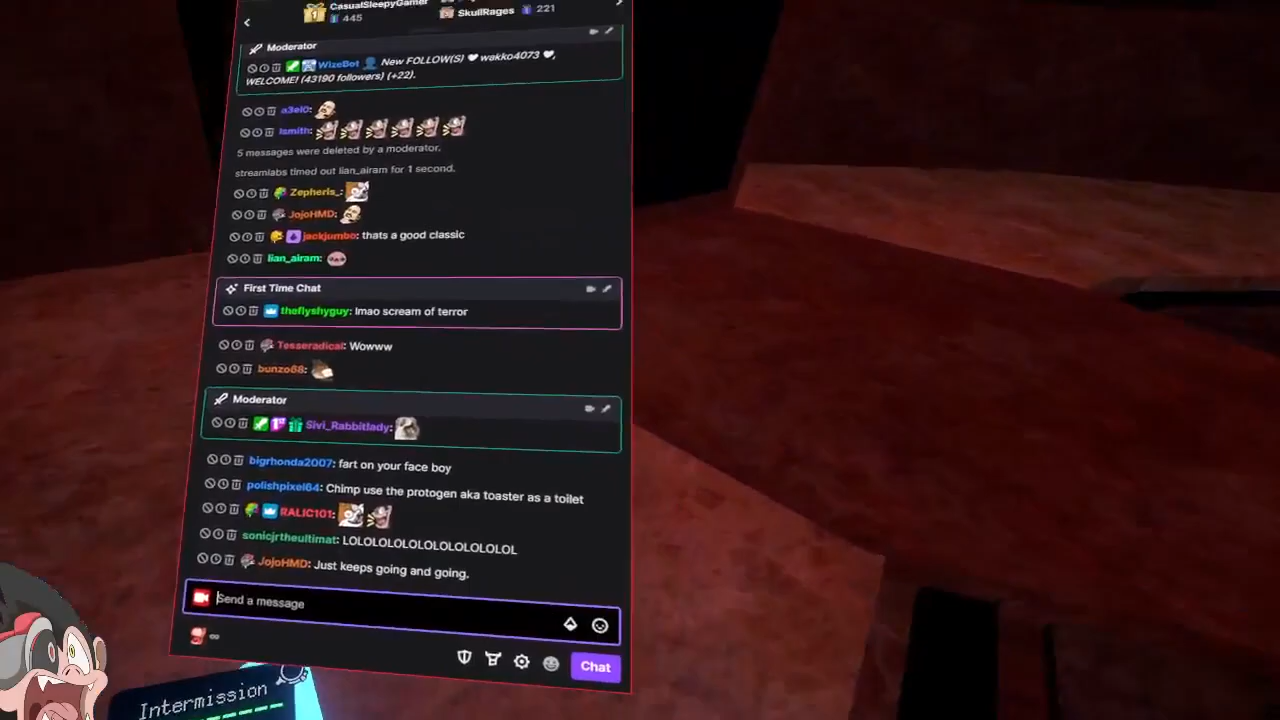 CasualSleepyGamer
445
SkullRages 221
Moderator
WizeBot New FOLLOW(S) wakko4073,
WELCOME! (43190 followers) (+22).
a3el0:
ismith:
5 messages were deleted by a moderator.
streamlabs timed out lian_airam for 1 second.
Zepheris_:
JojoHMD:
jackjumbo: thats a good classic
lian_airam:
First Time Chat
theflyshyguy: lmao scream of terror
Tesseradical: Wowww
bunzo68:
Moderator
Sivi_Rabbitlady:
bigrhonda2007: fart on your face boy
polishpixel64: Chimp use the protogen aka toaster as a toilet
RALIC101:
sonicjrtheultimat: LOLOLOLOLOLOLOLOLOLOL
JojoHMD: Just keeps going and going.
Send a message
Chat
Intermission